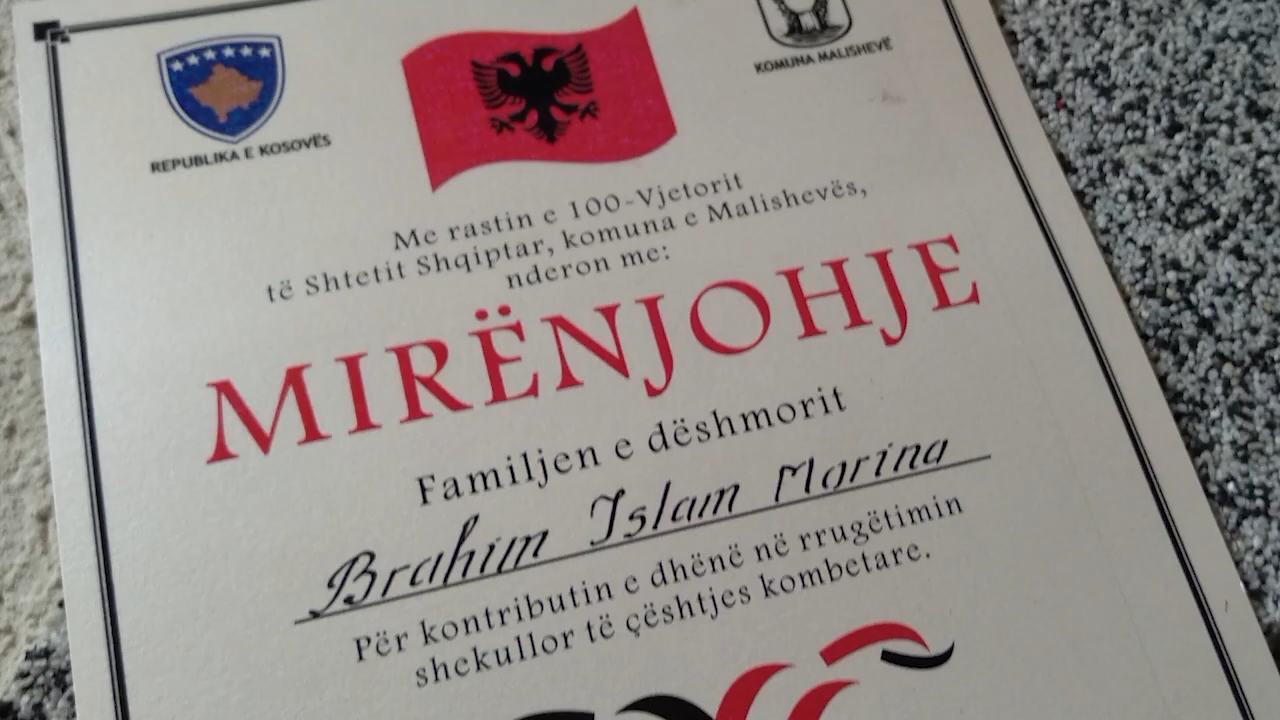 REPUBLIKA E KOSOVËS
KOMUNA MALISHEVË
Me rastin e 100-Vjetorit
të Shtetit Shqiptar, komuna e Malishevës,
nderon me:
MIRËNJOHJE
Familjen e dëshmorit
Brahim Islam Morina
Për kontributin e dhënë në rrugëtimin
shekullor të çështjes kombetare.